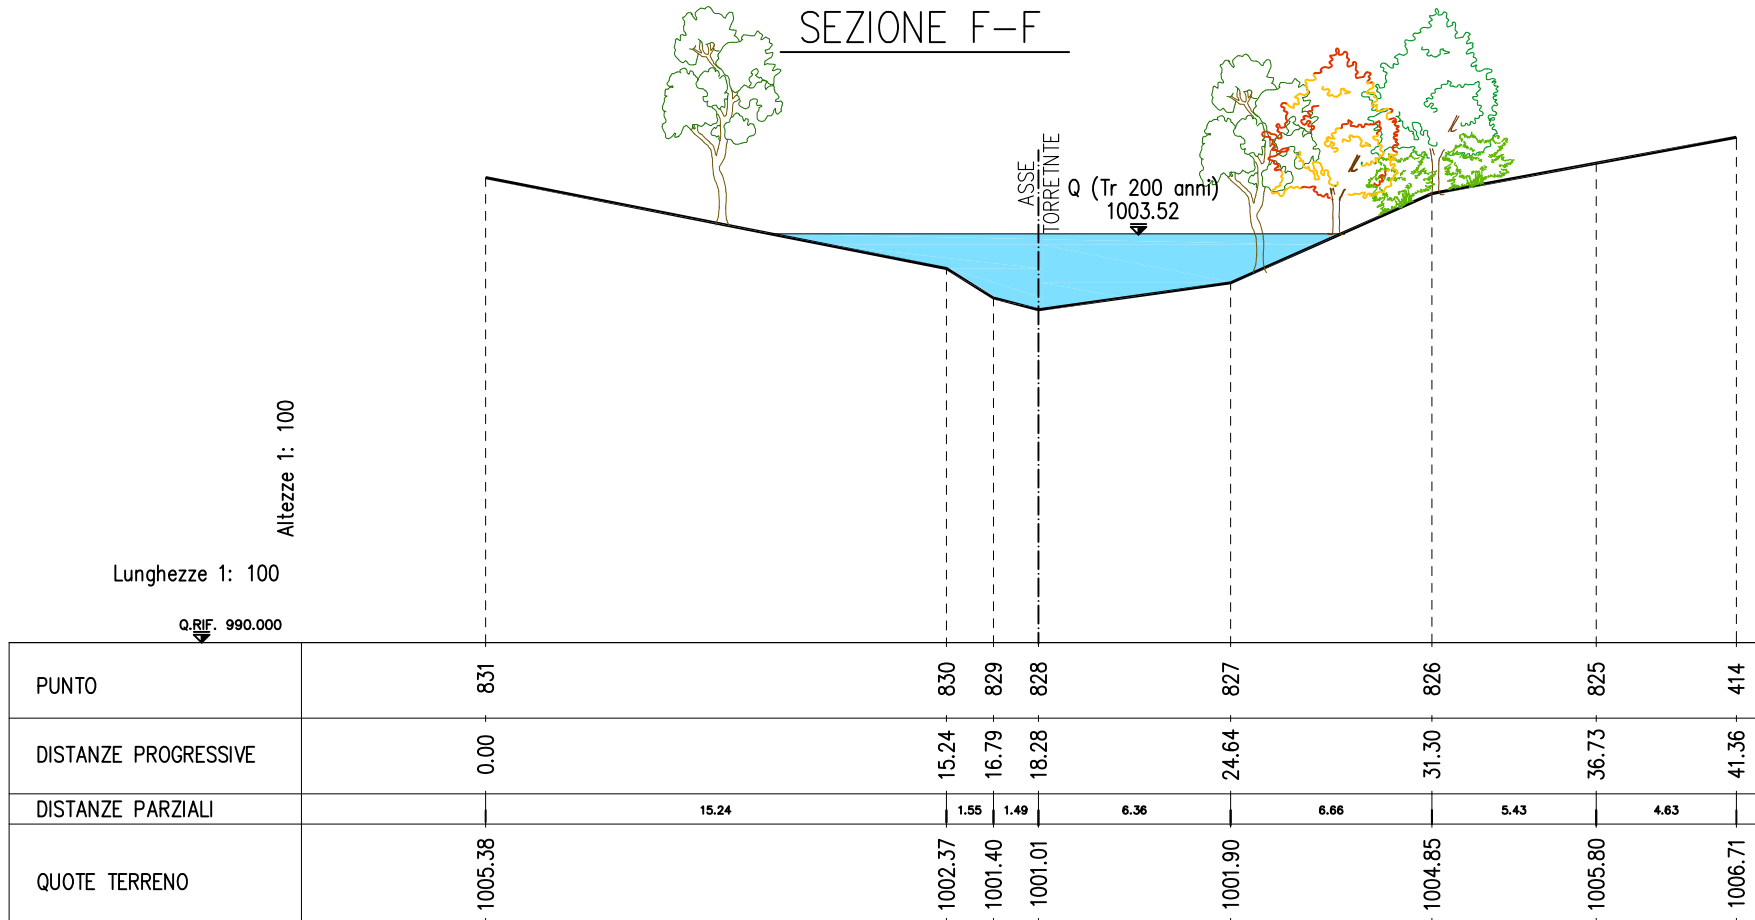 SEZIONE F-F
ASSE
TORRETNTE
Q (Tr 200 anni)
1003.52
Altezze 1: 100
Lunghezze 1: 100
Q.RIF. 990.000
PUNTO 831 830 829 828 827 826 825 414
DISTANZE PROGRESSIVE 0.00 15.24 16.79 18.28 24.64 31.30 36.73 41.36
DISTANZE PARZIALI 15.24 1.55 1.49 6.36 6.66 5.43 4.63
QUOTE TERRENO 1005.38 1002.37 1001.40 1001.01 1001.90 1004.85 1005.80 1006.71